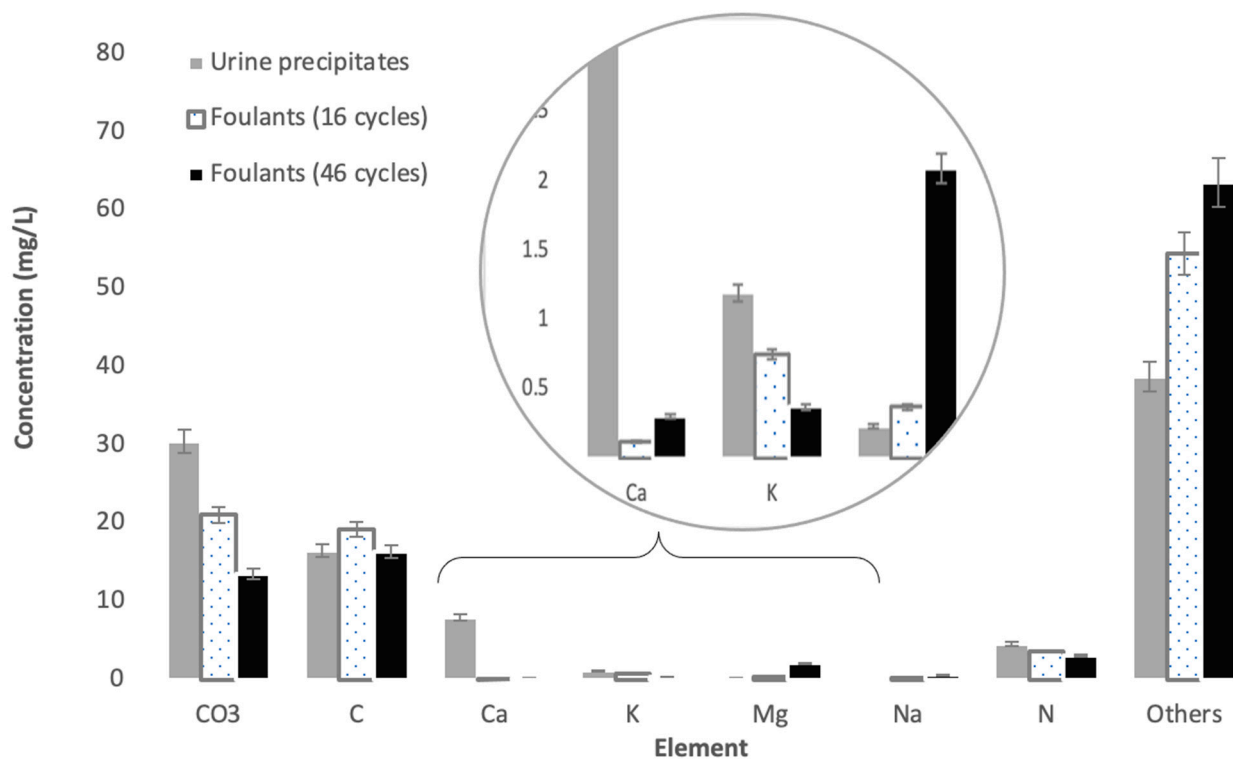 80
70
60
50
40
30
20
10
0
Concentration (mg/L)
Urine precipitates
Foulants (16 cycles)
Foulants (46 cycles)
2
1.5
1
0.5
Ca K
CO3 C Ca K Mg Na N Others
Element